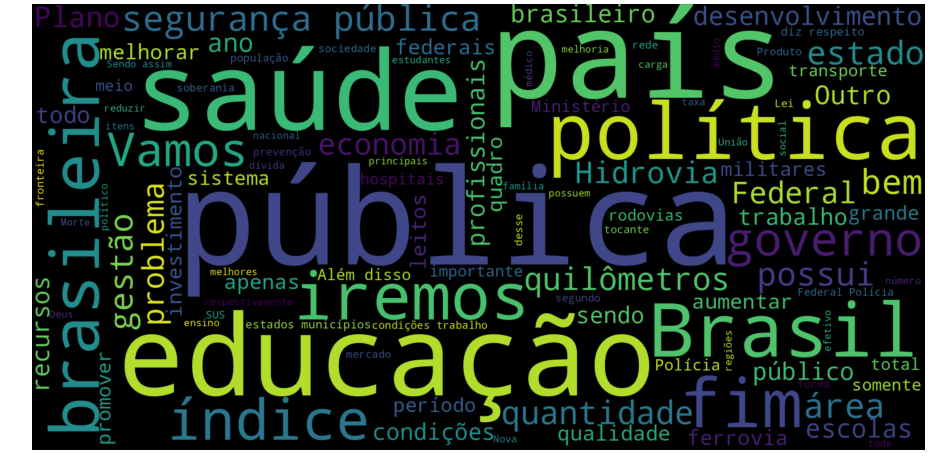 Plano
segurança pública
brasileiro
desenvolvimento
melhorar
ano
sociedade
federais
melhoria
rede
diz respeito
estado
Sendo assim
população
estudantes
carga
médio
Produto
transporte
meio
reduzir
soberania
saúde
país
médico
Ministério
taxa
Lei
Outro
todo
itens
nacional
economia
profissionais
política
União
social
brasileira
Vamos
prevenção
dívida
principais
quadro
Hidrovia
militares
fronteira
sistema
hospitais
família
possuem
Federal
bem
investimento
pública
leitos
desse
rodovias
tocante
trabalho
grande
Morte
político
gestão
problema
governo
melhores
apenas
Além disso
importante
quilômetros
possui
recursos
Deus
respectivamente
iremos
segundo
sendo
aumentar
Federal Polícia
número
SUS
ensino
estados municípios
condições trabalho
Brasil
efetivo
promover
educação
mercado
Polícia
regiões
público
total
somente
forma
índice
período
quantidade
fim
área
condições
Nova
qualidade
ferrovia
escolas
toda